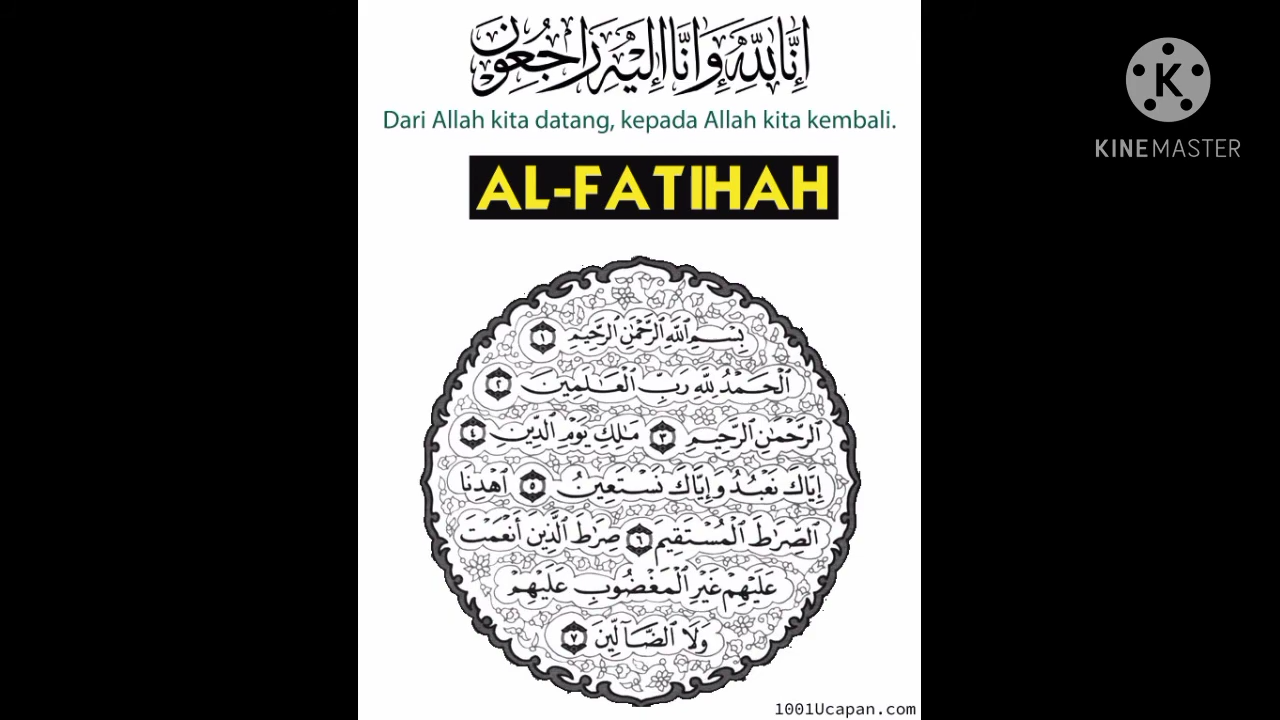 إِنَّا لِلَّٰهِ وَإِنَّا إِلَيْهِ رَاجِعُونَ
Dari Allah kita datang, kepada Allah kita kembali.
KINEMASTER
AL-FATIHAH
بِسْمِ ٱللَّهِ ٱلرَّحْمَٰنِ ٱلرَّحِيمِ ١
ٱلْحَمْدُ لِلَّهِ رَبِّ ٱلْعَٰلَمِينَ ٢
ٱلرَّحْمَٰنِ ٱلرَّحِيمِ ٣ مَٰلِكِ يَوْمِ ٱلدِّينِ ٤
إِيَّاكَ نَعْبُدُ وَإِيَّاكَ نَسْتَعِينُ ٥ ٱهْدِنَا
ٱلصِّرَٰطَ ٱلْمُسْتَقِيمَ ٦ صِرَٰطَ ٱلَّذِينَ أَنْعَمْتَ
عَلَيْهِمْ غَيْرِ ٱلْمَغْضُوبِ عَلَيْهِمْ
وَلَا ٱلضَّآلِّينَ ٧
1001Ucapan.com